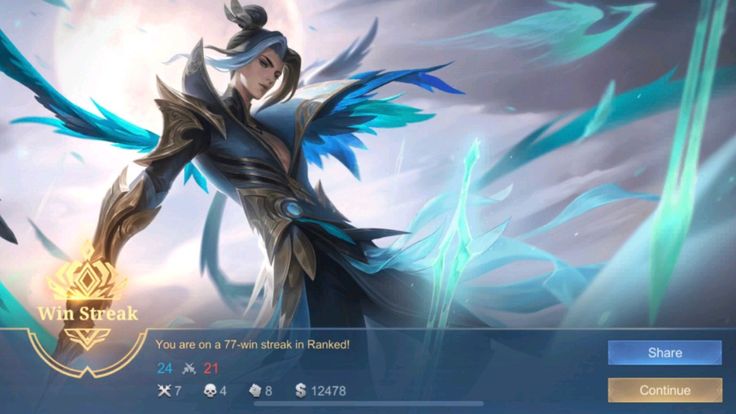 Win Streak
You are on a 77-win streak in Ranked!
24 21
7 4 8 12478
Share
Continue